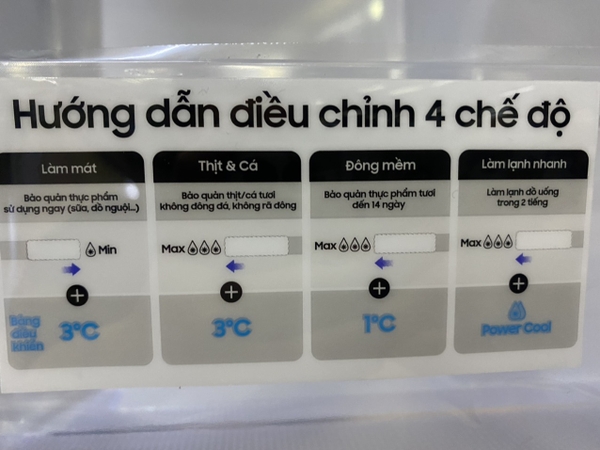 Hướng dẫn điều chỉnh 4 chế độ
Làm mát
Bảo quản thực phẩm
sử dụng ngay (sữa, đồ nguội...)
Min
+
Bảng
điều
khiển
3°C
Thịt & Cá
Bảo quản thịt/cá tươi
không đông đá, không rã đông
Max
+
3°C
Đông mềm
Bảo quản thực phẩm tươi
đến 14 ngày
Max
+
1°C
Làm lạnh nhanh
Làm lạnh đồ uống
trong 2 tiếng
Max
+
Power Cool